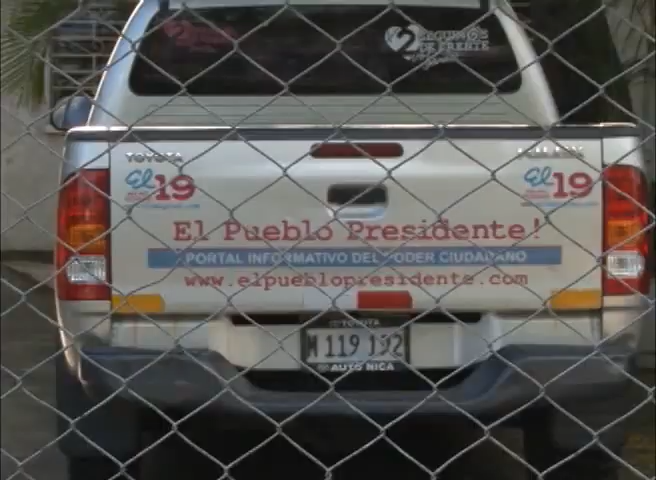 2
SEGUIMOS
DE FRENTE
TOYOTA
El 19
El 19
El Pueblo Presidente!
PORTAL INFORMATIVO DEL PODER CIUDADANO
www.elpueblopresidente.com
TOYOTA
M 119 192
AUTO NICA